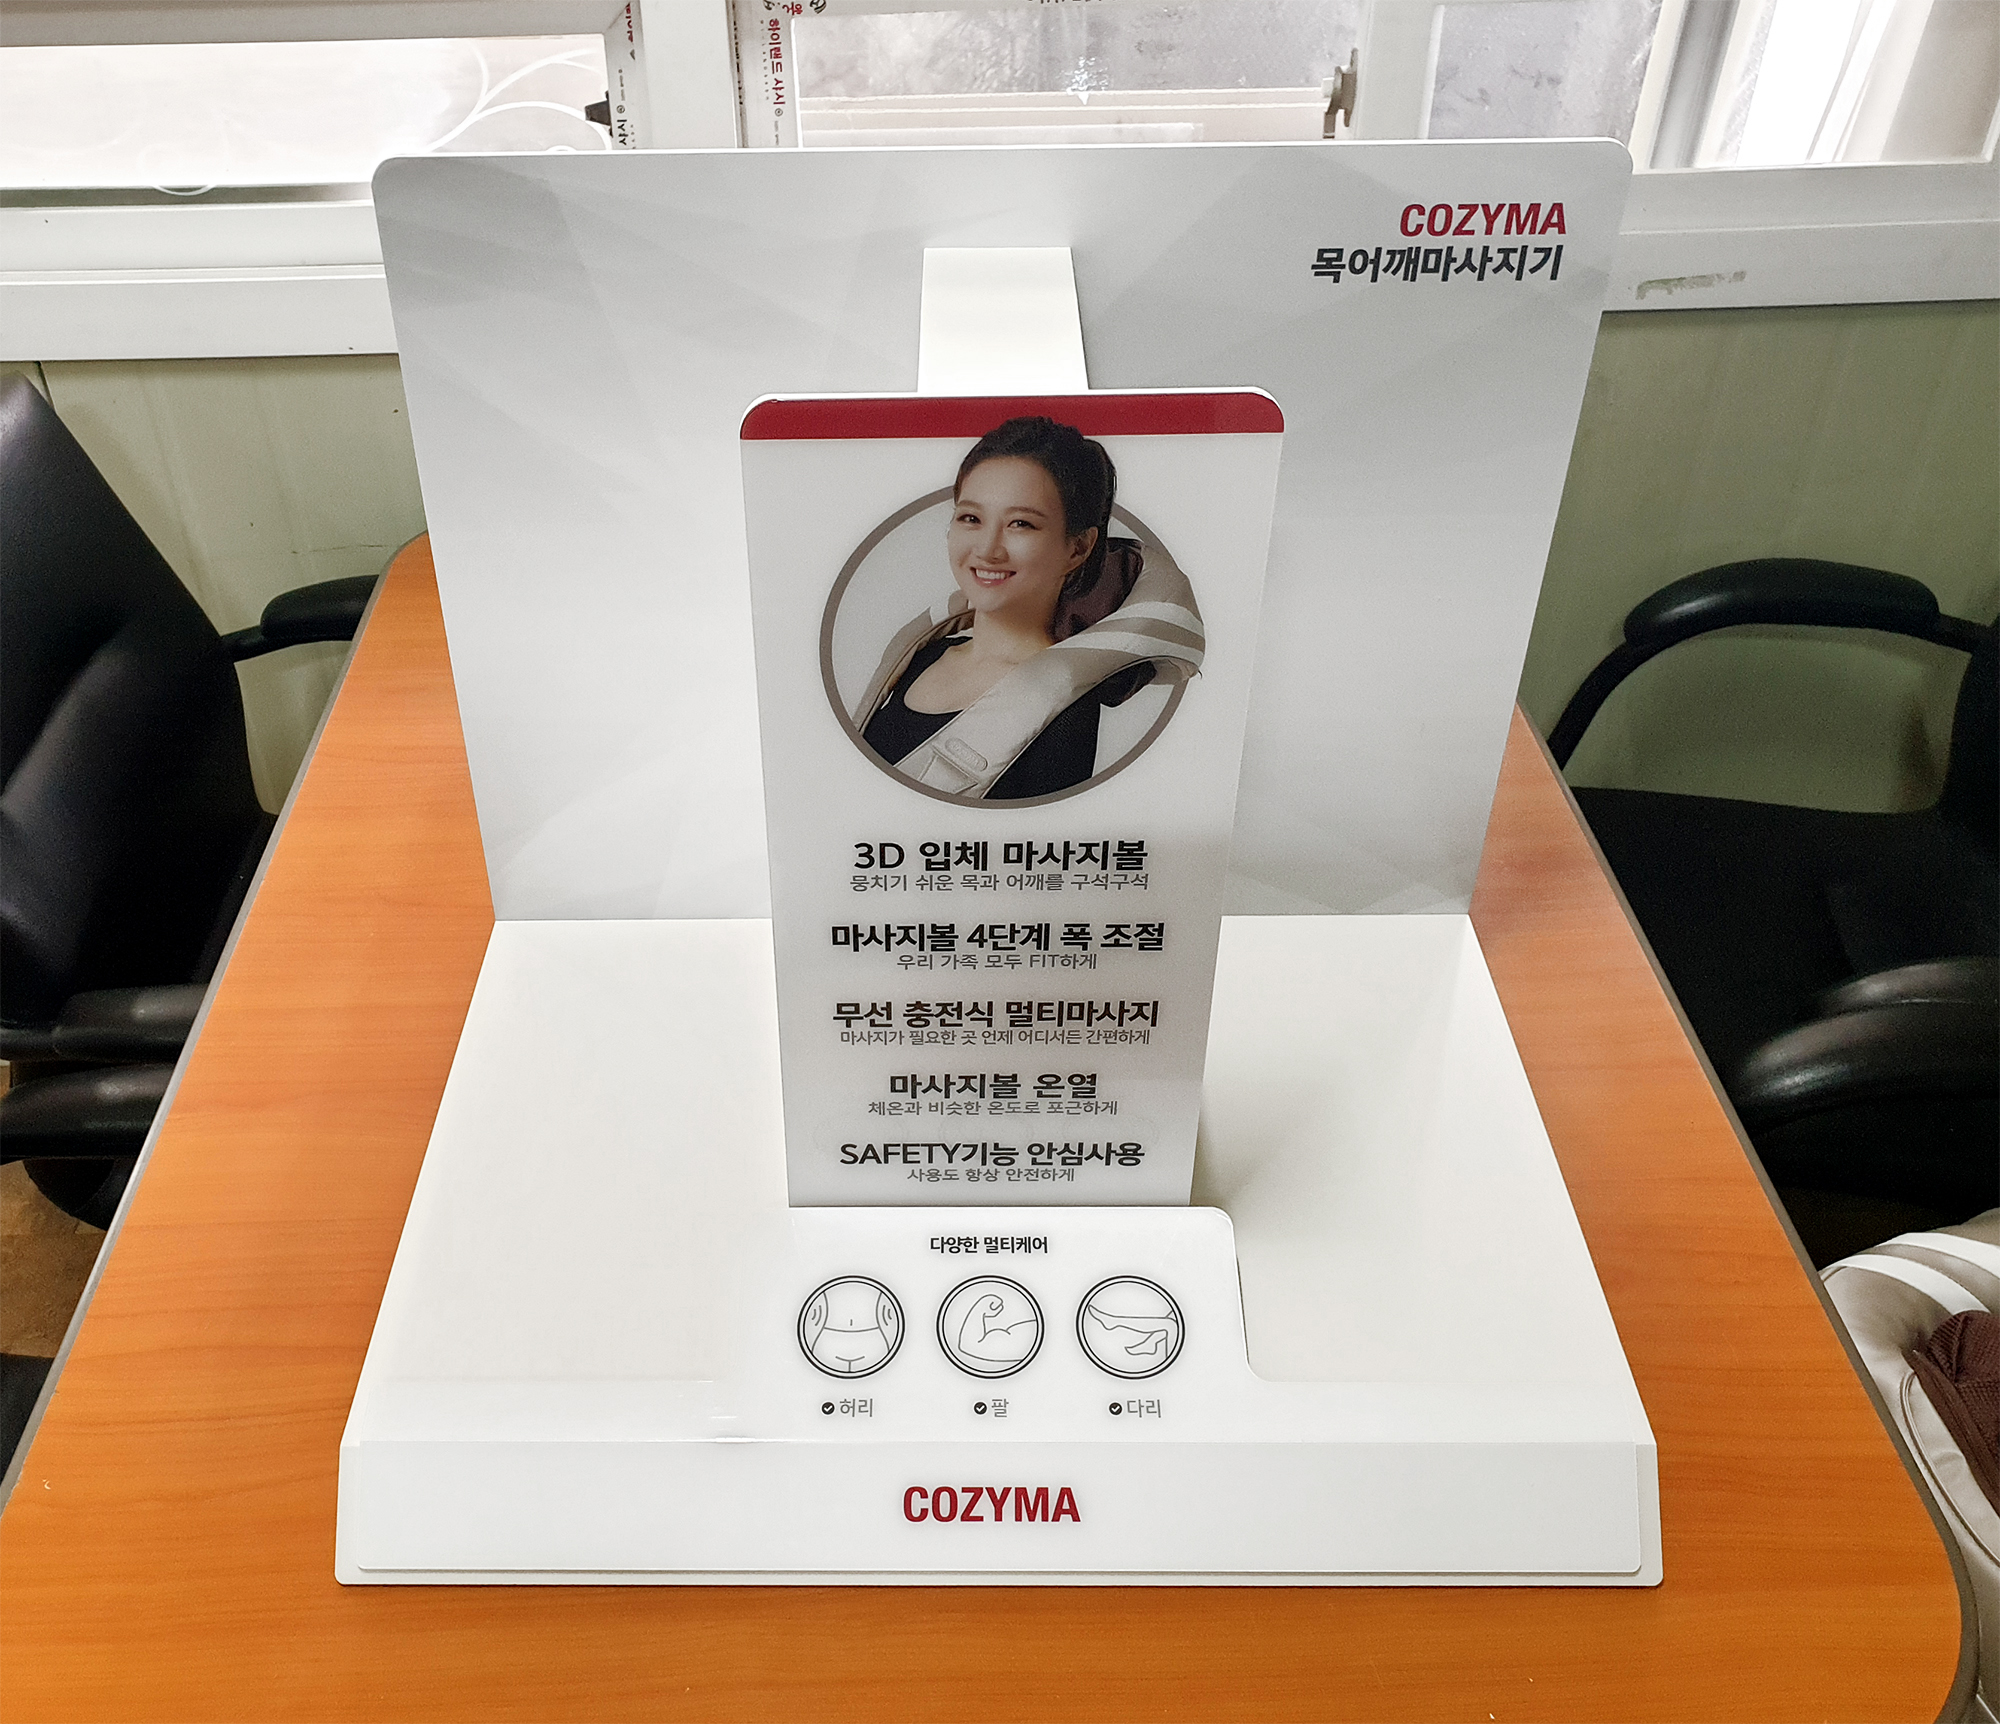 하이랜드 샤시
COZYMA
목어깨마사지기
3D 입체 마사지볼
뭉치기 쉬운 목과 어깨를 구석구석
마사지볼 4단계 폭 조절
우리 가족 모두 FIT하게
무선 충전식 멀티마사지
마사지가 필요한 곳 언제 어디서든 간편하게
마사지볼 온열
체온과 비슷한 온도로 포근하게
SAFETY기능 안심사용
사용도 항상 안전하게
다양한 멀티케어
허리
팔
다리
COZYMA